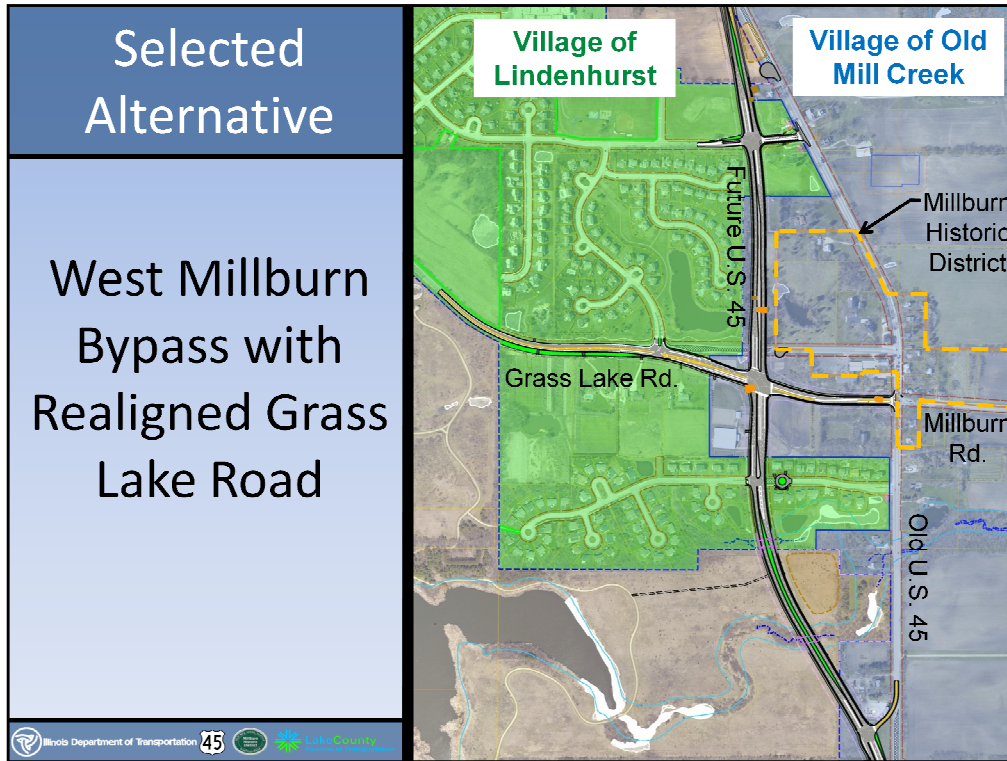 Selected
Alternative
West Millburn
Bypass with
Realigned Grass
Lake Road
Illinois Department of Transportation
45
LakeCounty
Village of
Lindenhurst
Village of Old
Mill Creek
Future U.S. 45
Millburn
Historic
District
Grass Lake Rd.
Millburn
Rd.
Old U.S. 45